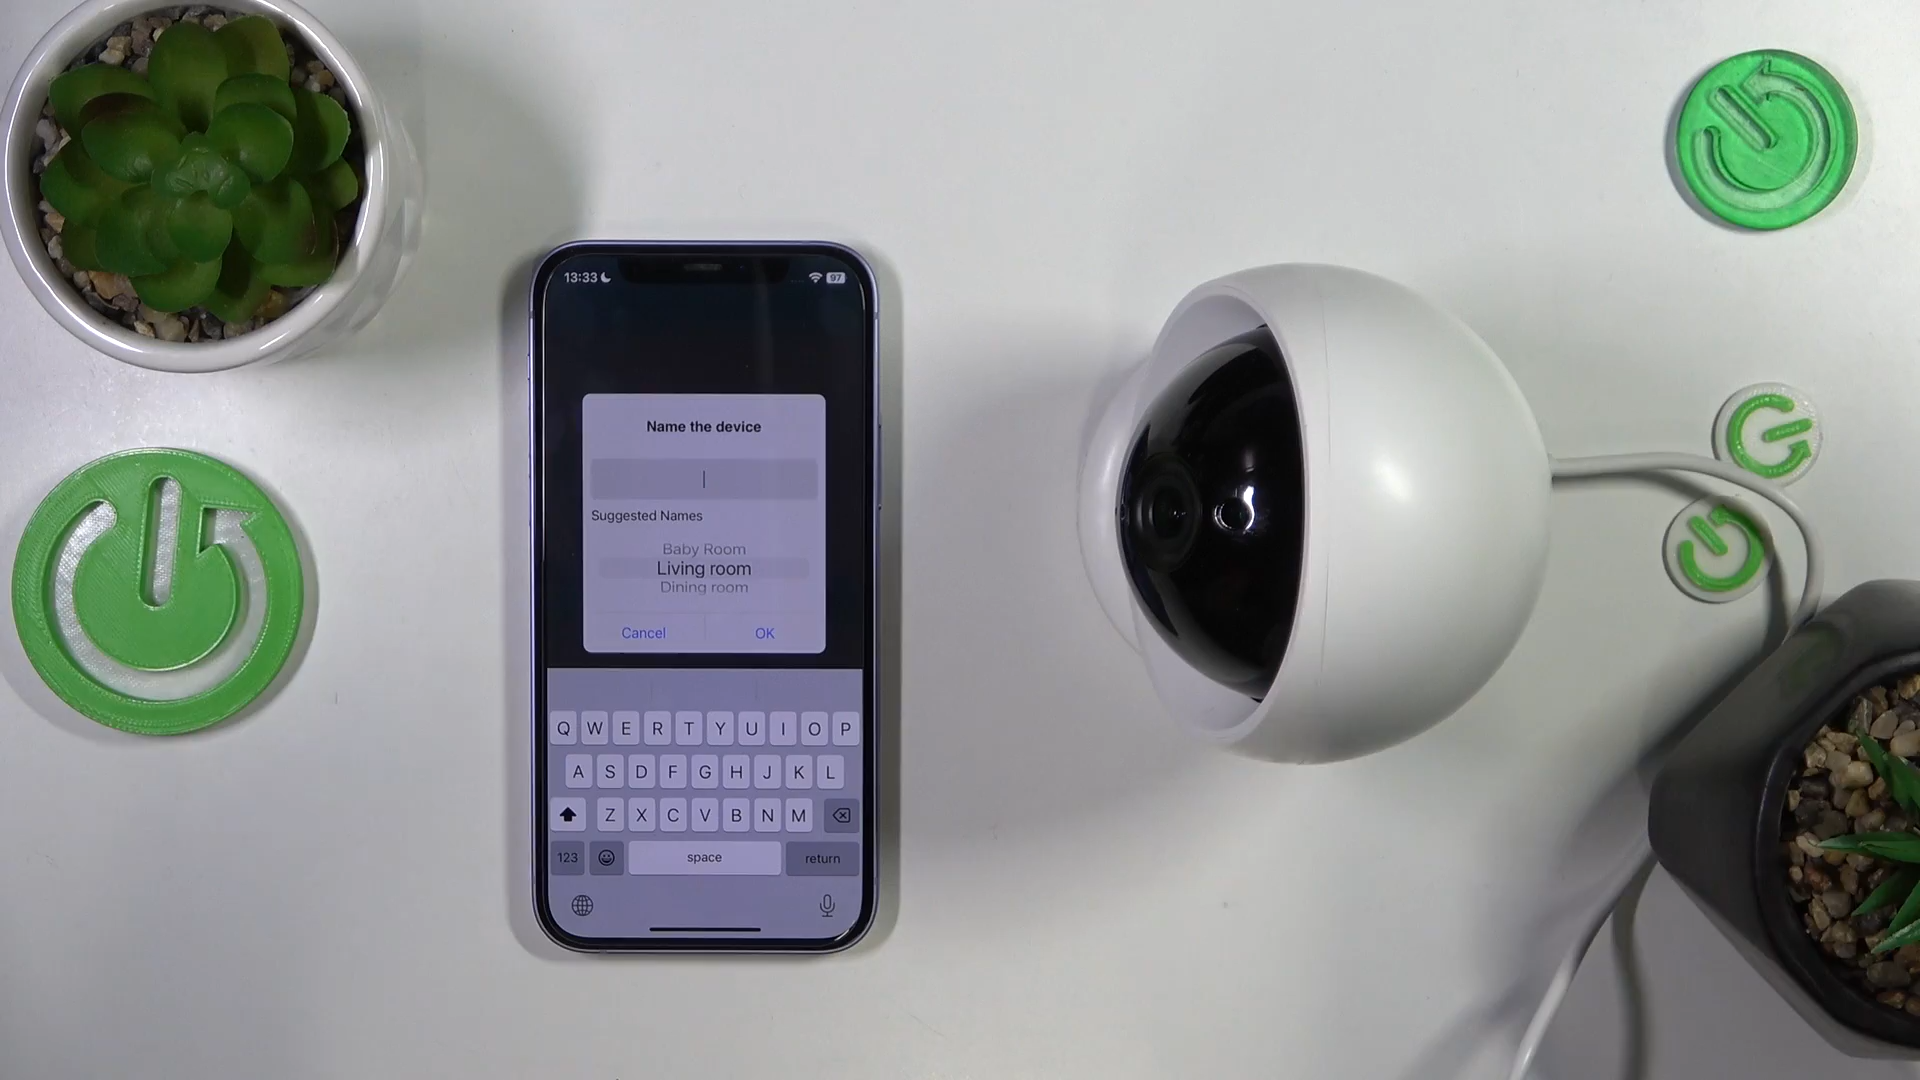 13:33
97
Name the device
Suggested Names
Baby Room
Living room
Dining room
Cancel OK
Q W E R T Y U I O P
A S D F G H J K L
Z X C V B N M
123 space return